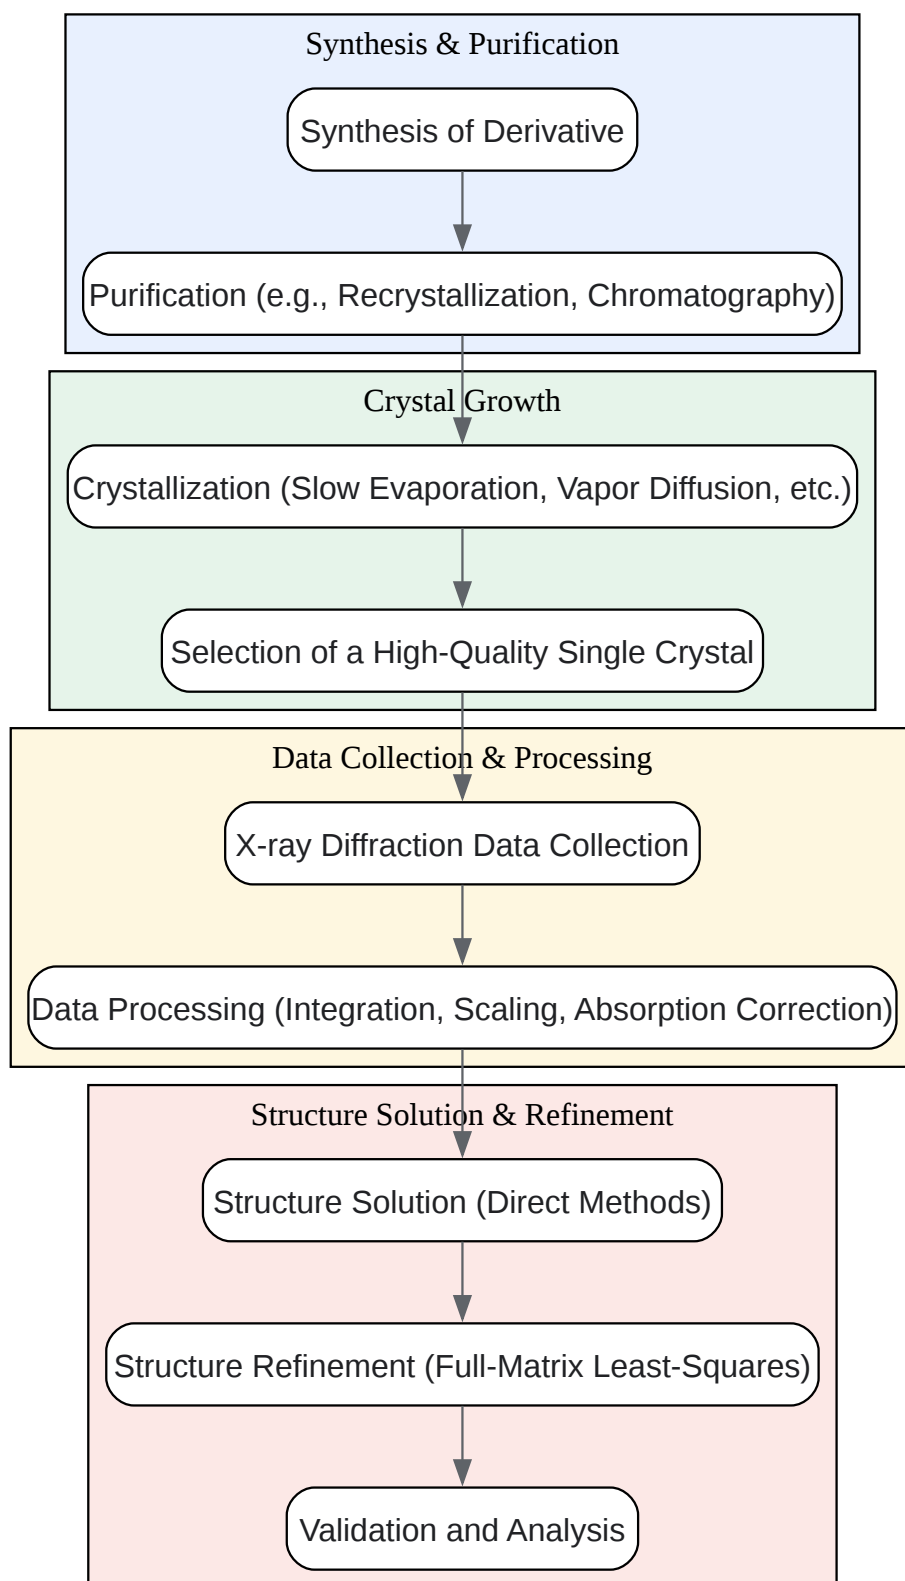 Synthesis & Purification
Synthesis of Derivative
Purification (e.g., Recrystallization, Chromatography)
Crystal Growth
Crystallization (Slow Evaporation, Vapor Diffusion, etc.)
Selection of a High-Quality Single Crystal
Data Collection & Processing
X-ray Diffraction Data Collection
Data Processing (Integration, Scaling, Absorption Correction)
Structure Solution & Refinement
Structure Solution (Direct Methods)
Structure Refinement (Full-Matrix Least-Squares)
Validation and Analysis